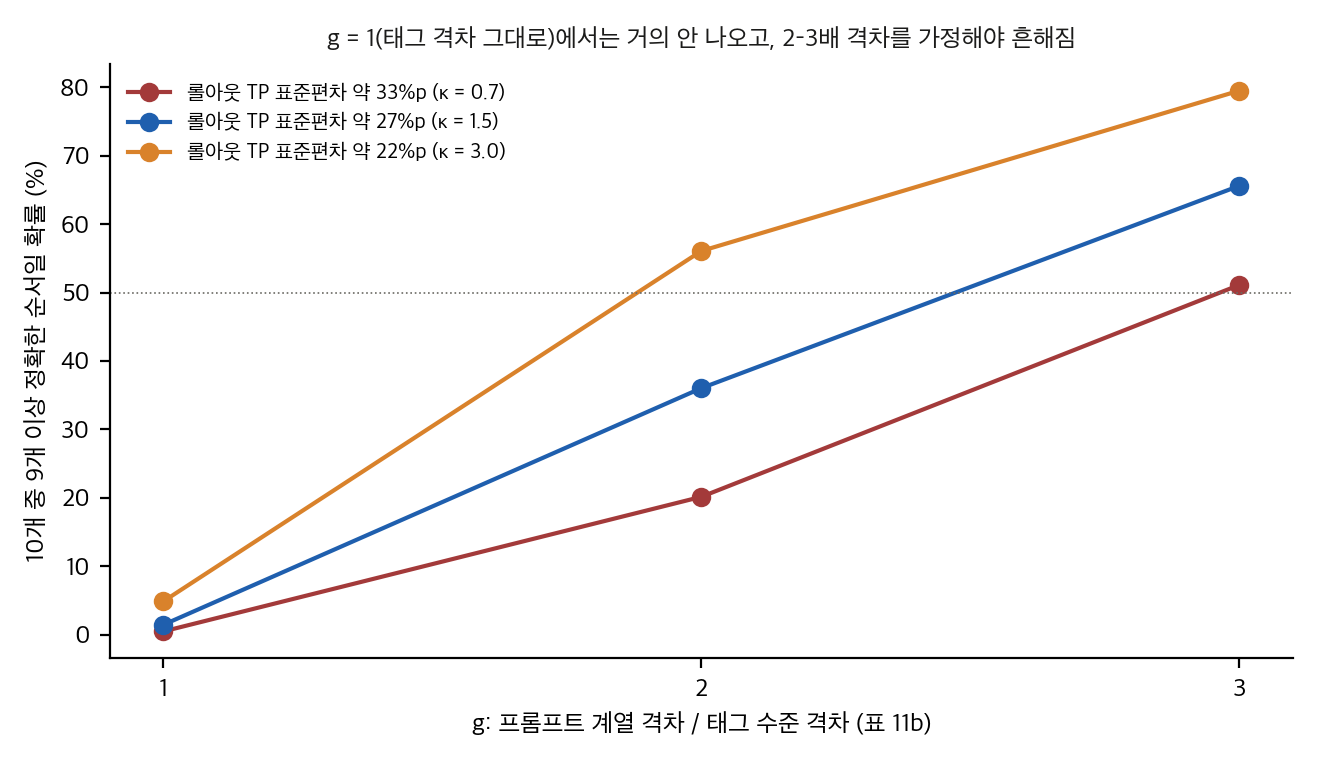 g = 1(태그 격차 그대로)에서는 거의 안 나오고, 2-3배 격차를 가정해야 흔해짐
롤아웃 TP 표준편차 약 33%p (κ = 0.7)
롤아웃 TP 표준편차 약 27%p (κ = 1.5)
롤아웃 TP 표준편차 약 22%p (κ = 3.0)
10개 중 9개 이상 정확한 순서일 확률 (%)
80
70
60
50
40
30
20
10
0
1
2
3
g: 프롬프트 계열 격차 / 태그 수준 격차 (표 11b)